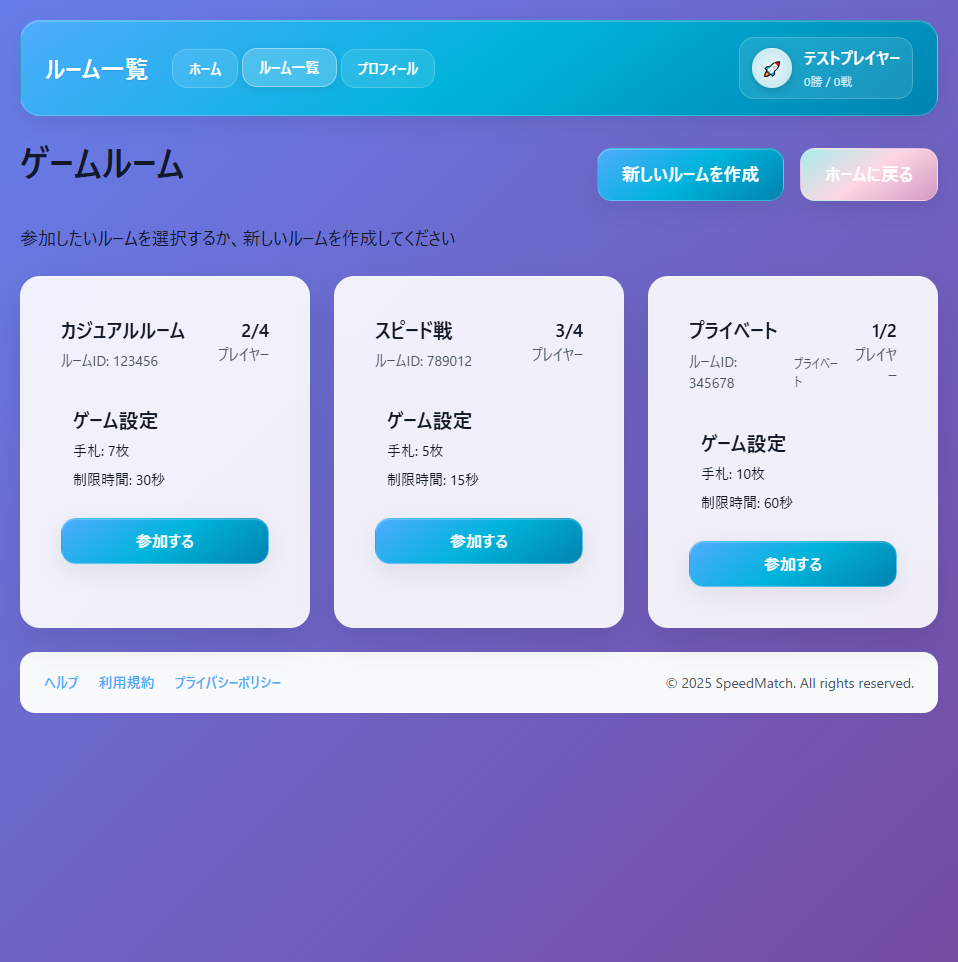 ルーム一覧
ホーム
ルーム一覧
プロフィール
テストプレイヤー
0勝 / 0戦
ゲームルーム
新しいルームを作成
ホームに戻る
参加したいルームを選択するか、新しいルームを作成してください
カジュアルルーム
2/4
ルームID: 123456
プレイヤー
ゲーム設定
手札: 7枚
制限時間: 30秒
参加する
スピード戦
3/4
ルームID: 789012
プレイヤー
ゲーム設定
手札: 5枚
制限時間: 15秒
参加する
プライベート
1/2
ルームID:
345678
プライベー
ト
プレイヤ
ー
ゲーム設定
手札: 10枚
制限時間: 60秒
参加する
ヘルプ
利用規約
プライバシーポリシー
© 2025 SpeedMatch. All rights reserved.